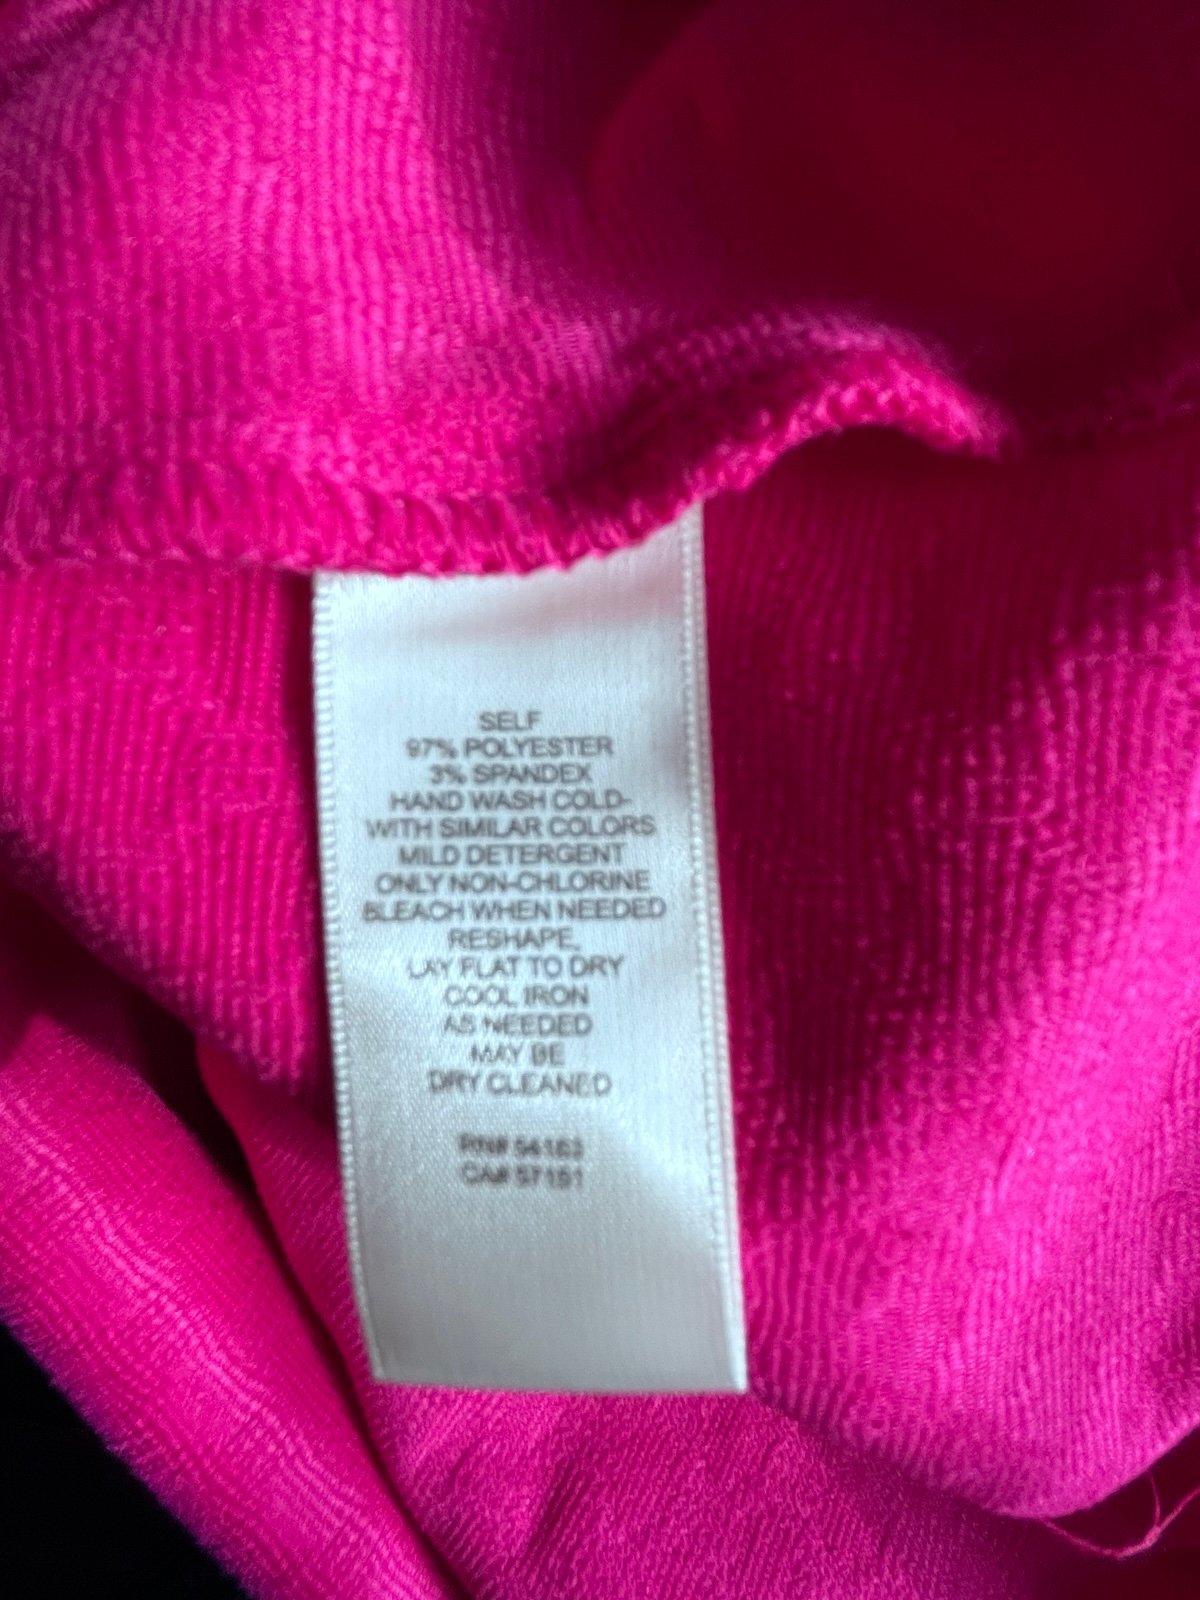 SELF
97% POLYESTER
3% SPANDEX
HAND WASH COLD-
WITH SIMILAR COLORS
MILD DETERGENT
ONLY NON-CHLORINE
BLEACH WHEN NEEDED
RESHAPE,
LAY FLAT TO DRY
COOL IRON
AS NEEDED
MAY BE
DRY CLEANED
RN# 54163
CA# 57151